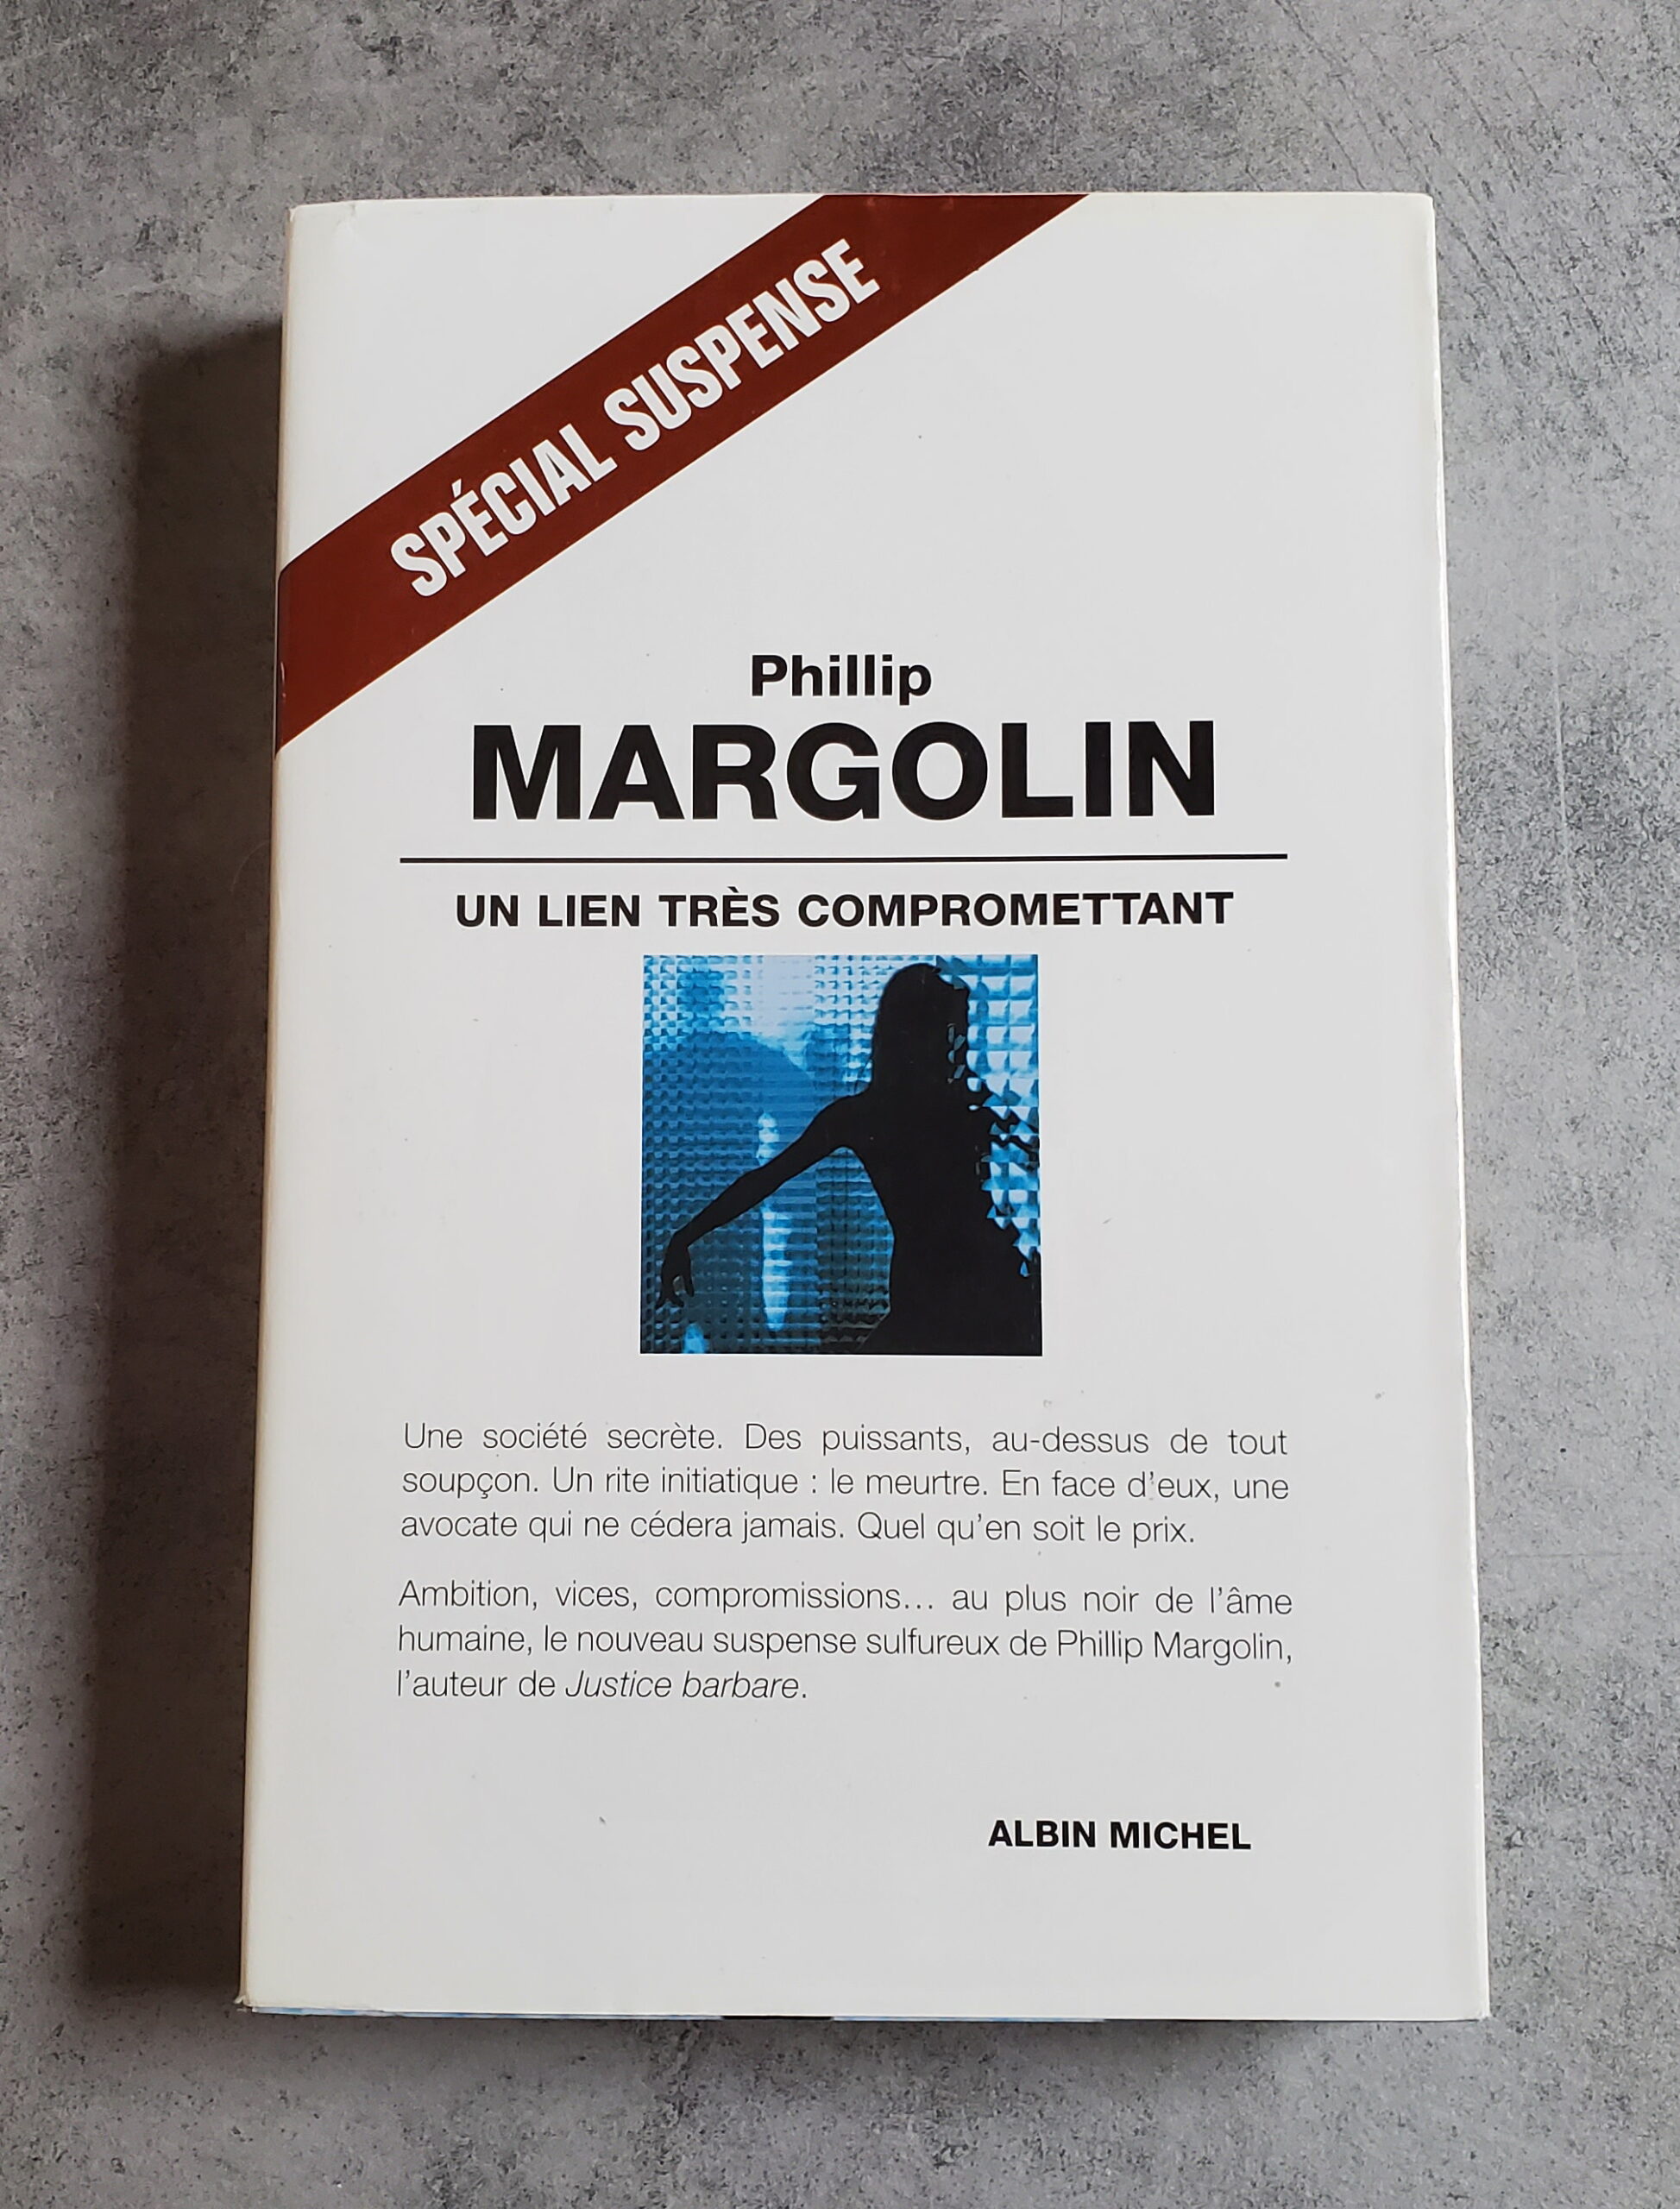 SPÉCIAL SUSPENSE
Phillip
MARGOLIN
UN LIEN TRÈS COMPROMETTANT
Une société secrète. Des puissants, au-dessus de tout
soupçon. Un rite initiatique : le meurtre. En face d'eux, une
avocate qui ne cédera jamais. Quel qu'en soit le prix.
Ambition, vices, compromissions... au plus noir de l'âme
humaine, le nouveau suspense sulfureux de Phillip Margolin,
l'auteur de Justice barbare.
ALBIN MICHEL